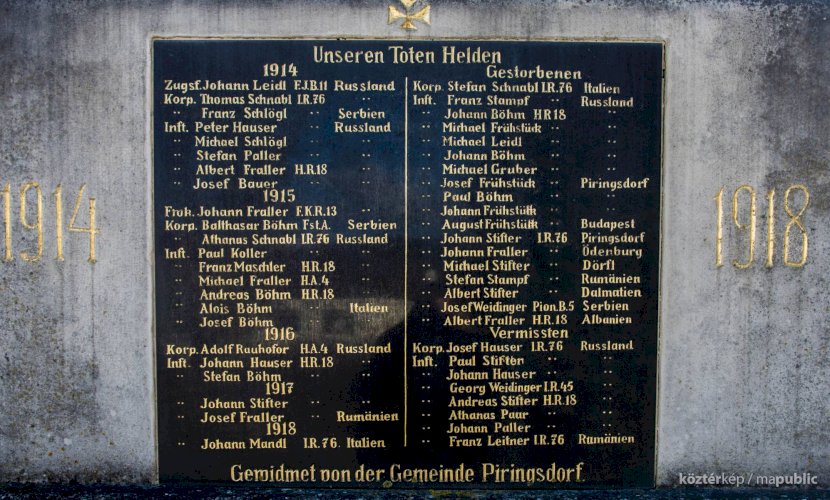 Unseren Toten Helden
1914
Zugsf. Johann Leidl F.J.B.11 Russland
Korp. Thomas Schnabl I.R.76 " "
" Franz Schlögl " " Serbien
Inft. Peter Hauser " " Russland
" Michael Schlögl " " " "
" Stefan Paller " " " "
" Albert Fraller H.R.18 " "
" Josef Bauer " " " "
1915
Frok. Johann Fraller F.K.R.13 " "
Korp. Balthasar Böhm Fst.A. Serbien
" Athanas Schnabl I.R.76 Russland
Inft. Paul Koller " " " "
" Franz Maschler H.R.18 " "
" Michael Fraller H.A.4 " "
" Andreas Böhm H.R.18 " "
" Alois Böhm " " Italien
" Josef Böhm " " " "
1916
Korp. Adolf Rauhofer H.A.4 Russland
Inft. Johann Hauser H.R.18 " "
" Stefan Böhm " " " "
1917
" Johann Stifter " " " "
" Josef Fraller " " Rumänien
1918
" Johann Mandl I.R.76. Italien
Gestorbenen
Korp. Stefan Schnabl I.R.76 Italien
Inft. Franz Stampf " " Russland
" Johann Böhm H.R.18 " "
" Michael Frühstück " " " "
" Michael Leidl " " " "
" Johann Böhm " " " "
" Michael Gruber " " " "
" Josef Frühstück " " Piringsdorf
" Paul Böhm " " " "
" Johann Frühstük " " " "
" August Frühstük " " Budapest
" Johann Stifter I.R.76 Piringsdorf
" Johann Fraller " " Ödenburg
" Michael Stifter " " Dörfl
" Stefan Stampf " " Rumänien
" Albert Stifter " " Dalmatien
" Josef Weidinger Pion.B.5 Serbien
" Albert Fraller H.R.18 Albanien
Vermissten
Korp. Josef Hauser I.R.76 Russland
Inft. Paul Stifter " " " "
" Johann Hauser " " " "
" Georg Weidinger I.R.45 " "
" Andreas Stifter H.R.18 " "
" Athanas Paar " " " "
" Johann Paller " " " "
" Franz Leitner I.R.76 Rumänien
Gewidmet von der Gemeinde Piringsdorf
1914
1918
köztérkép / mapublic